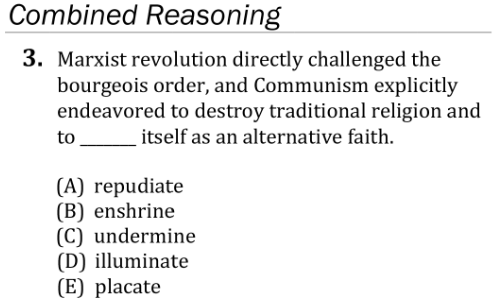 Combined Reasoning
3. Marxist revolution directly challenged the
bourgeois order, and Communism explicitly
endeavored to destroy traditional religion and
to ______ itself as an alternative faith.
(A) repudiate
(B) enshrine
(C) undermine
(D) illuminate
(E) placate